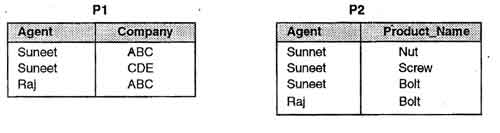 P1
Agent Company
Suneet ABC
Suneet CDE
Raj ABC
P2
Agent Product_Name
Sunnet Nut
Suneet Screw
Suneet Bolt
Raj Bolt